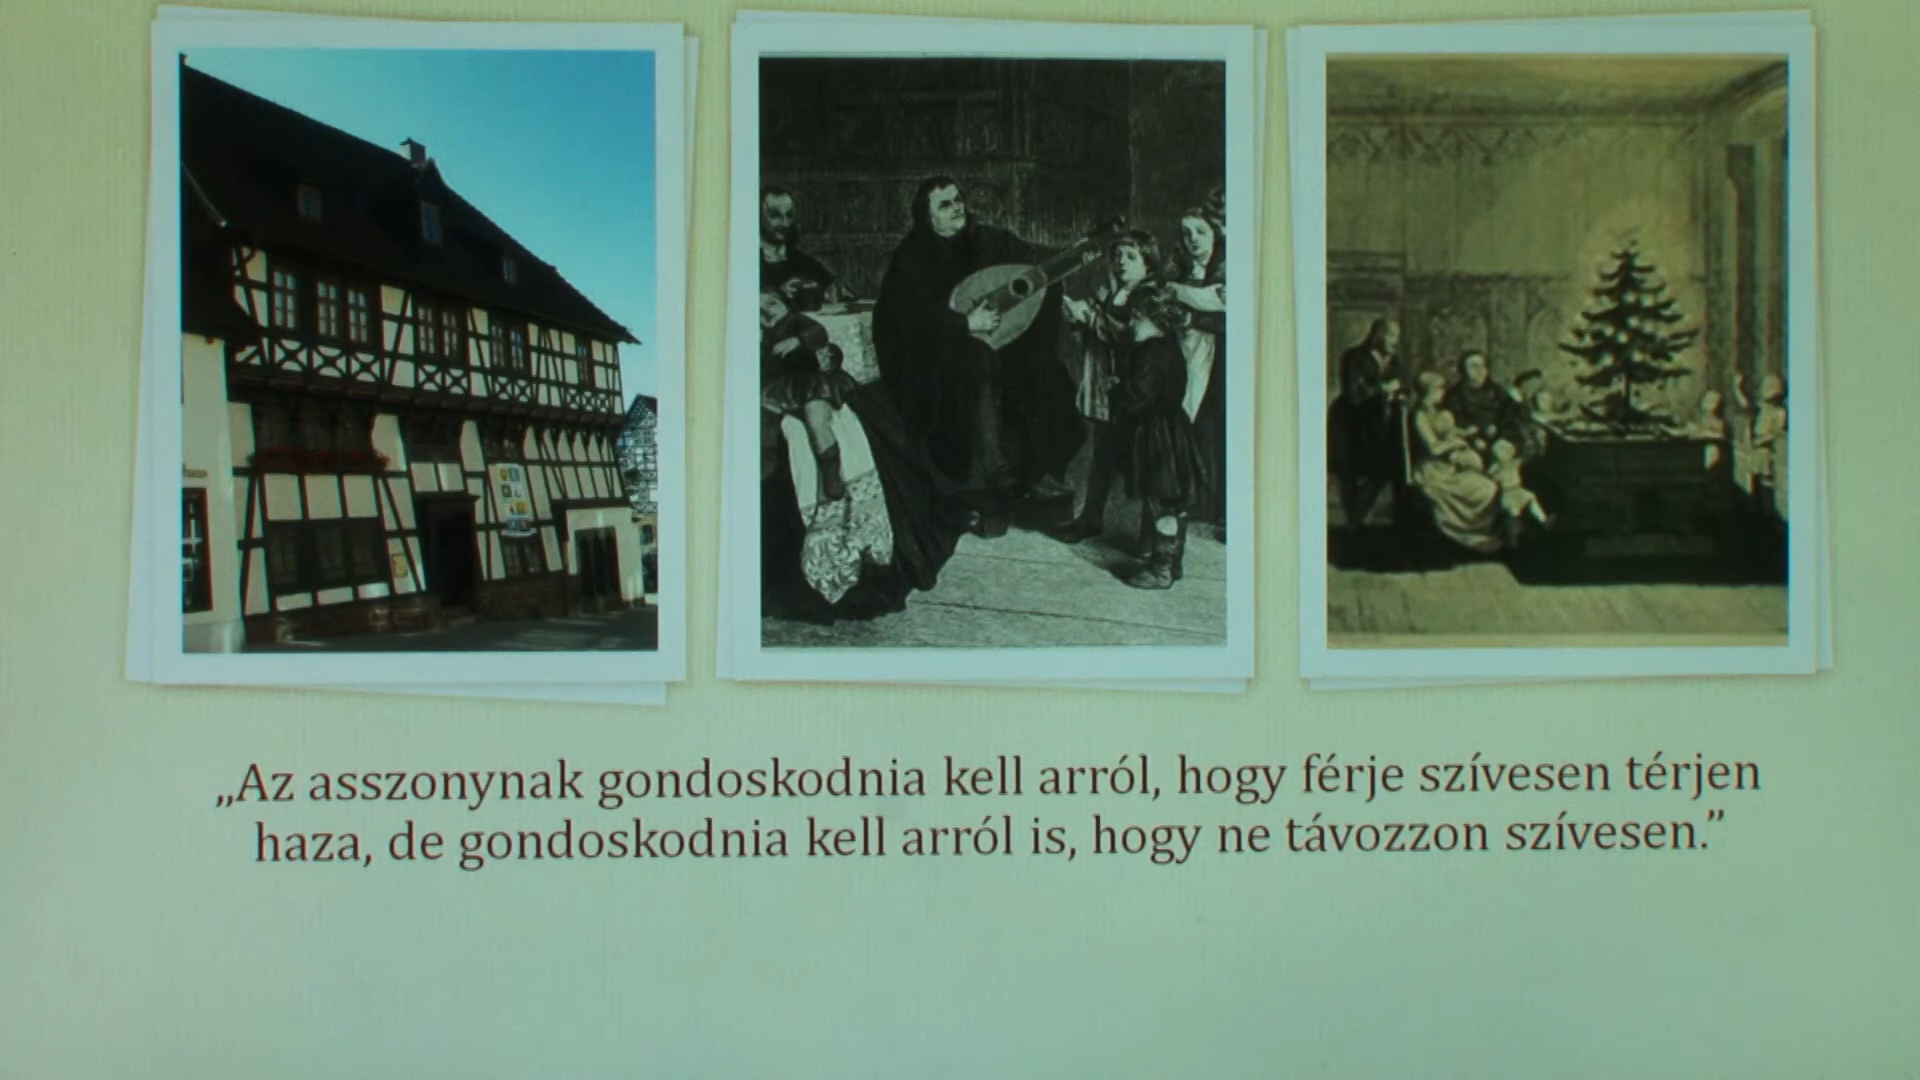 „Az asszonynak gondoskodnia kell arról, hogy férje szívesen térjen
haza, de gondoskodnia kell arról is, hogy ne távozzon szívesen.”